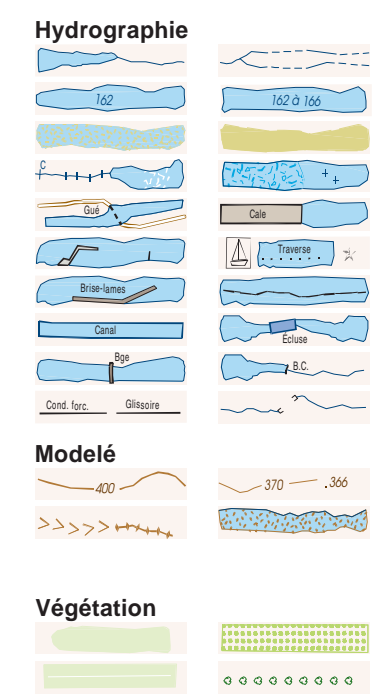 Hydrographie
162
162 à 166
C
Gué
Cale
Traverse
Brise-lames
Canal
Écluse
Bge
B.C.
Cond. forc. Glissoire
Modelé
400
370 .366
Végétation